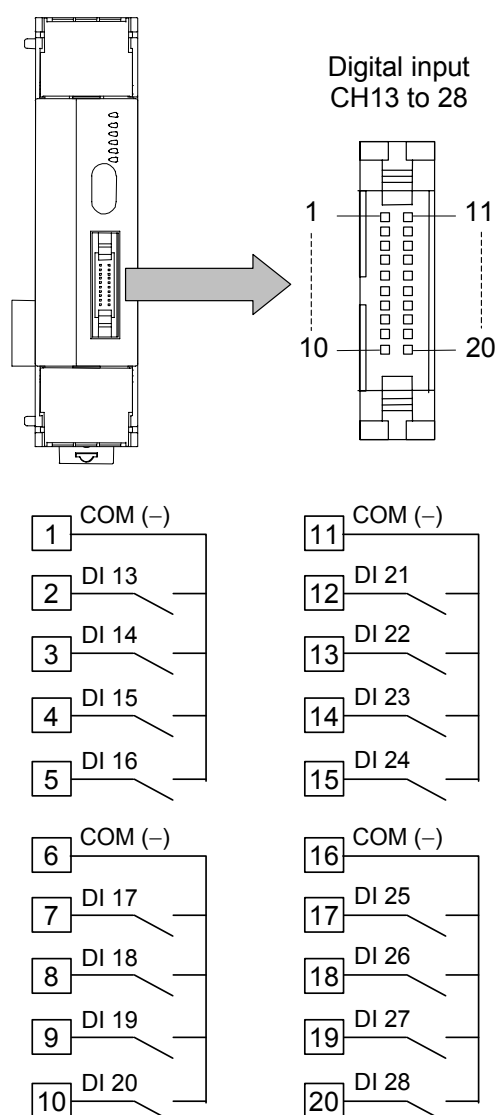 Digital input
CH13 to 28
1 11
10 20
1 COM (−)
2 DI 13
3 DI 14
4 DI 15
5 DI 16
6 COM (−)
7 DI 17
8 DI 18
9 DI 19
10 DI 20
11 COM (−)
12 DI 21
13 DI 22
14 DI 23
15 DI 24
16 COM (−)
17 DI 25
18 DI 26
19 DI 27
20 DI 28